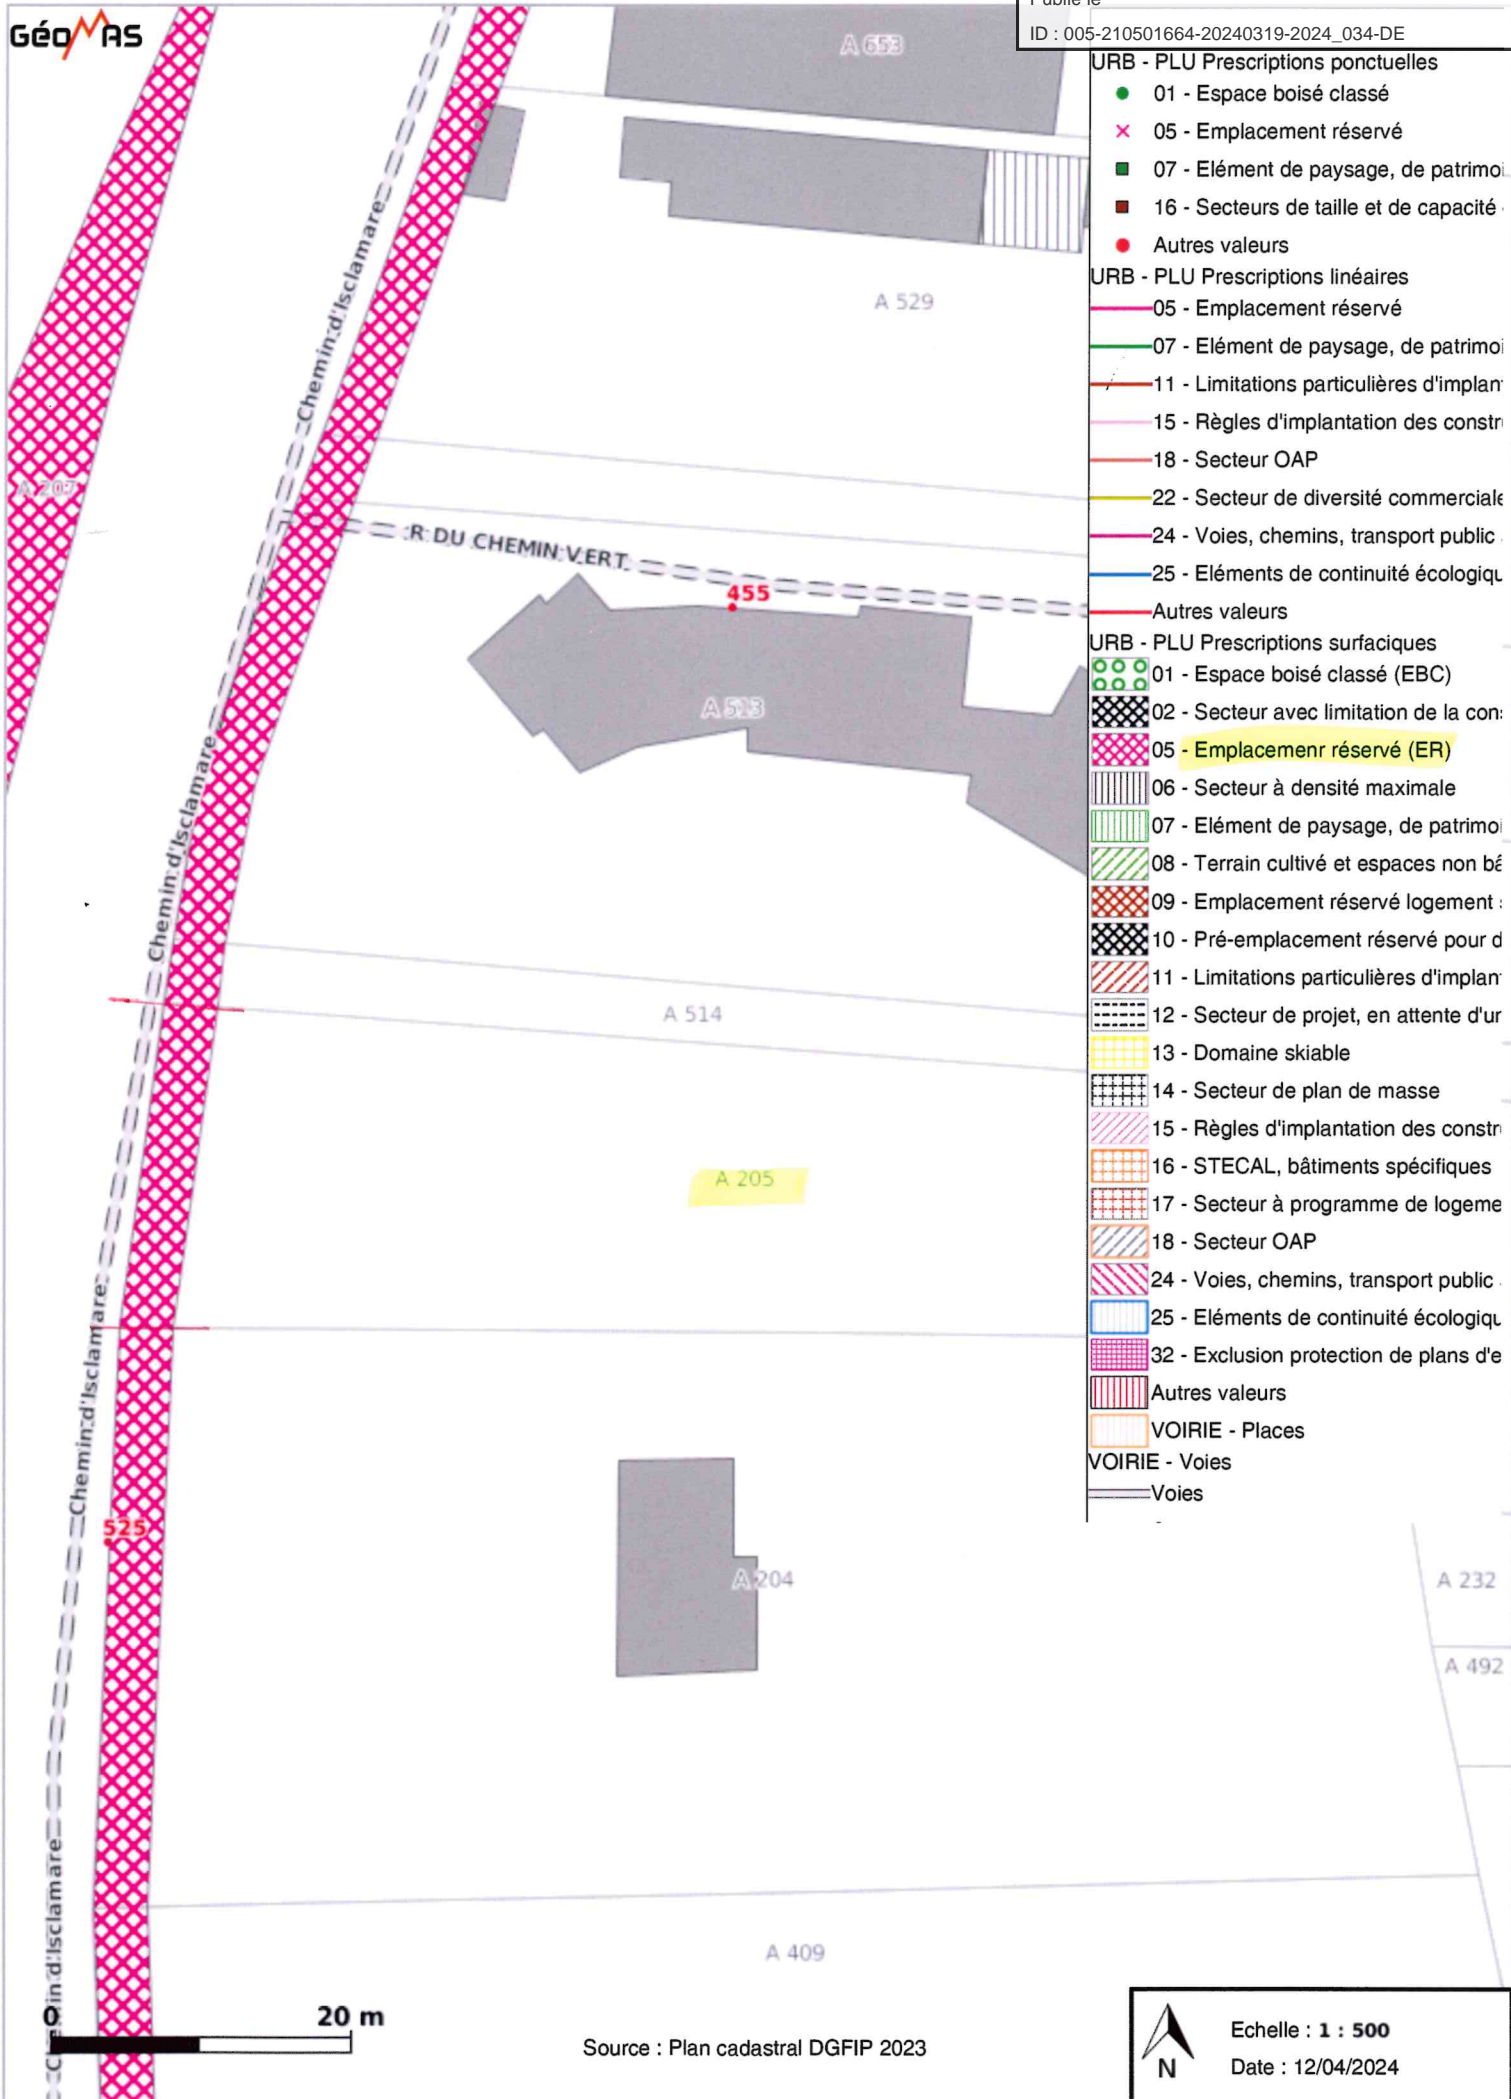 GéoMAS
Publié le
ID : 005-210501664-20240319-2024_034-DE
URB - PLU Prescriptions ponctuelles
01 - Espace boisé classé
05 - Emplacement réservé
07 - Elément de paysage, de patrimoi
16 - Secteurs de taille et de capacité
Autres valeurs
URB - PLU Prescriptions linéaires
05 - Emplacement réservé
07 - Elément de paysage, de patrimoi
11 - Limitations particulières d'implan
15 - Règles d'implantation des constr
18 - Secteur OAP
22 - Secteur de diversité commerciale
24 - Voies, chemins, transport public
25 - Eléments de continuité écologiqu
Autres valeurs
URB - PLU Prescriptions surfaciques
01 - Espace boisé classé (EBC)
02 - Secteur avec limitation de la con
05 - Emplacemenr réservé (ER)
06 - Secteur à densité maximale
07 - Elément de paysage, de patrimoi
08 - Terrain cultivé et espaces non bâ
09 - Emplacement réservé logement
10 - Pré-emplacement réservé pour d
11 - Limitations particulières d'implan
12 - Secteur de projet, en attente d'ur
13 - Domaine skiable
14 - Secteur de plan de masse
15 - Règles d'implantation des constr
16 - STECAL, bâtiments spécifiques
17 - Secteur à programme de logeme
18 - Secteur OAP
24 - Voies, chemins, transport public
25 - Eléments de continuité écologiqu
32 - Exclusion protection de plans d'e
Autres valeurs
VOIRIE - Places
VOIRIE - Voies
Voies
A 653
A 529
Chemin d'Isclamare
A 207
R DU CHEMIN VERT
455
A 513
Chemin d'Isclamare
A 514
A 205
Chemin d'Isclamare
525
A 204
A 232
A 492
Chemin d'Isclamare
A 409
0 20 m
Source : Plan cadastral DGFIP 2023
N
Echelle : 1 : 500
Date : 12/04/2024